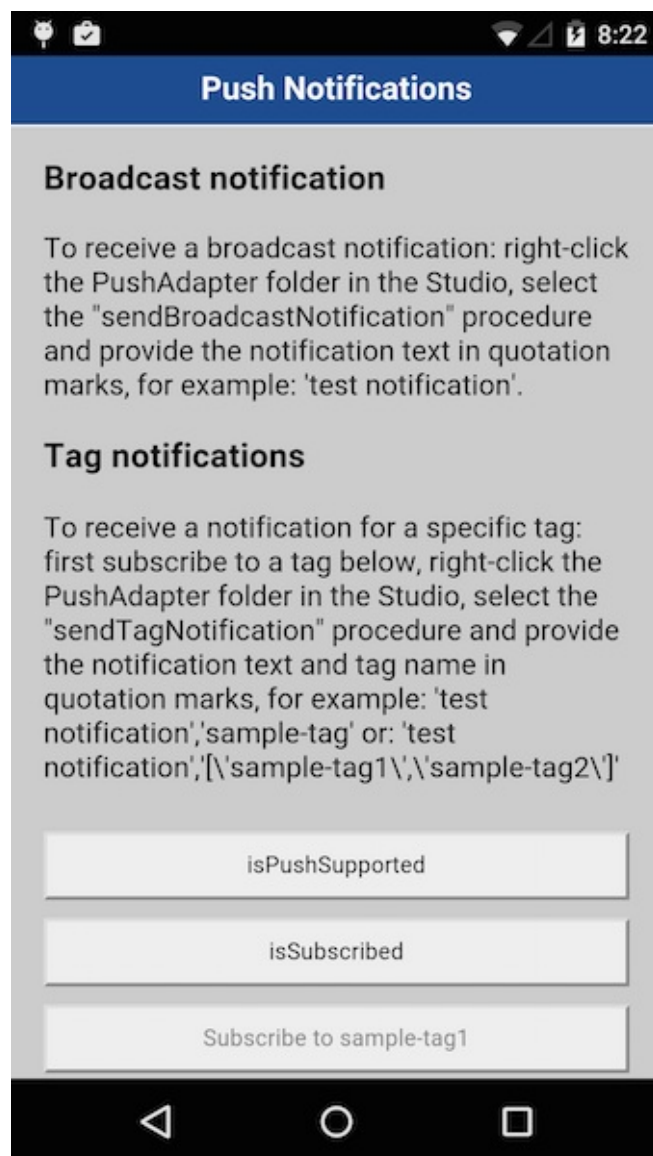 8:22
Push Notifications
Broadcast notification
To receive a broadcast notification: right-click
the PushAdapter folder in the Studio, select
the "sendBroadcastNotification" procedure
and provide the notification text in quotation
marks, for example: 'test notification'.
Tag notifications
To receive a notification for a specific tag:
first subscribe to a tag below, right-click the
PushAdapter folder in the Studio, select the
"sendTagNotification" procedure and provide
the notification text and tag name in
quotation marks, for example: 'test
notification','sample-tag' or: 'test
notification','[\'sample-tag1\',\'sample-tag2\']'
isPushSupported
isSubscribed
Subscribe to sample-tag1